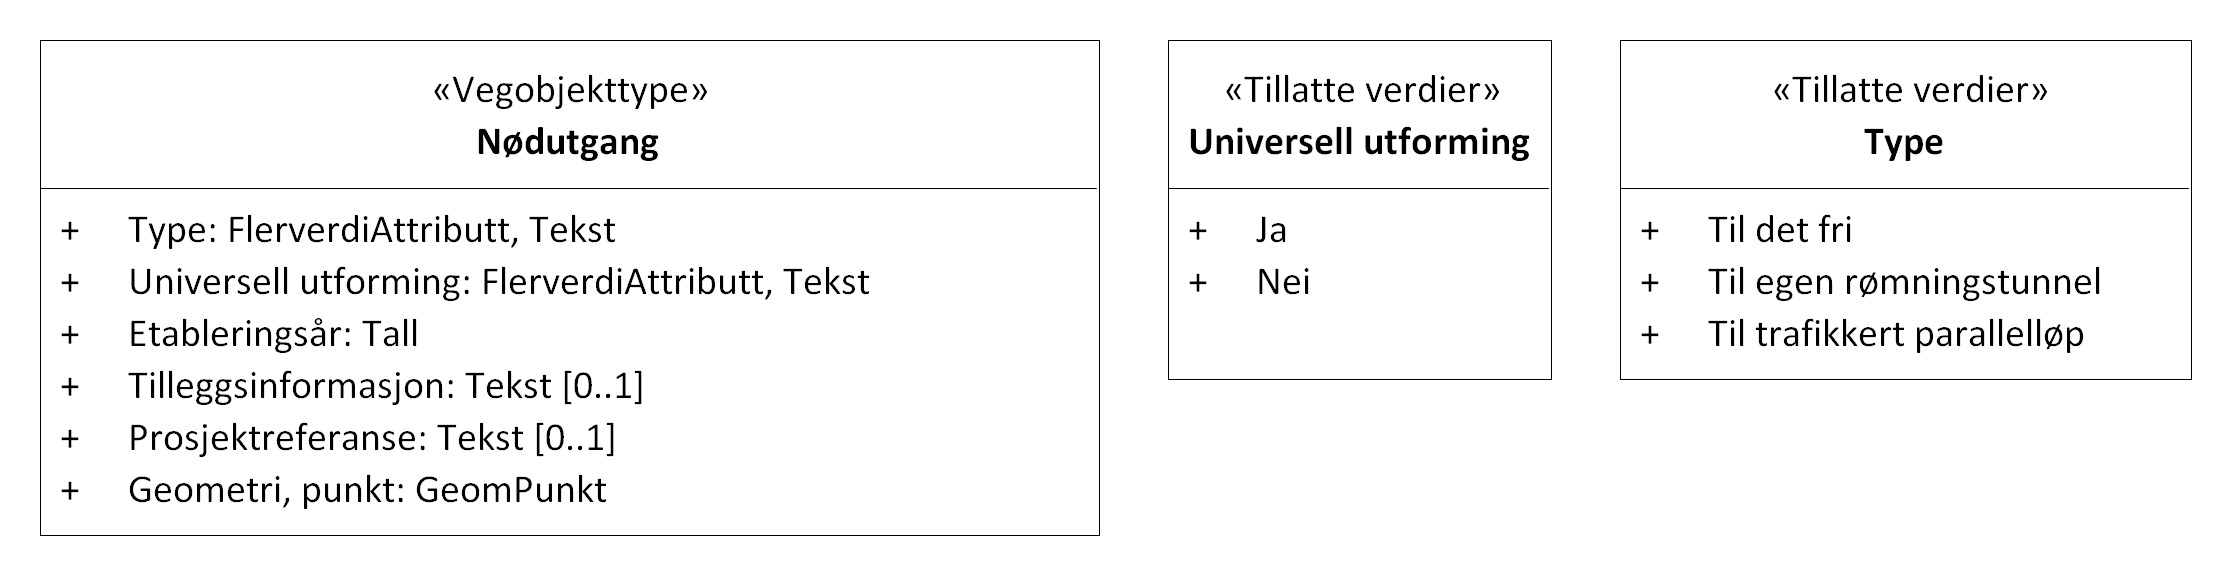 «Vegobjekttype»
Nødutgang
+ Type: FlerverdiAttributt, Tekst
+ Universell utforming: FlerverdiAttributt, Tekst
+ Etableringsår: Tall
+ Tilleggsinformasjon: Tekst [0..1]
+ Prosjektreferanse: Tekst [0..1]
+ Geometri, punkt: GeomPunkt
«Tillatte verdier»
Universell utforming
+ Ja
+ Nei
«Tillatte verdier»
Type
+ Til det fri
+ Til egen rømningstunnel
+ Til trafikkert parallelløp